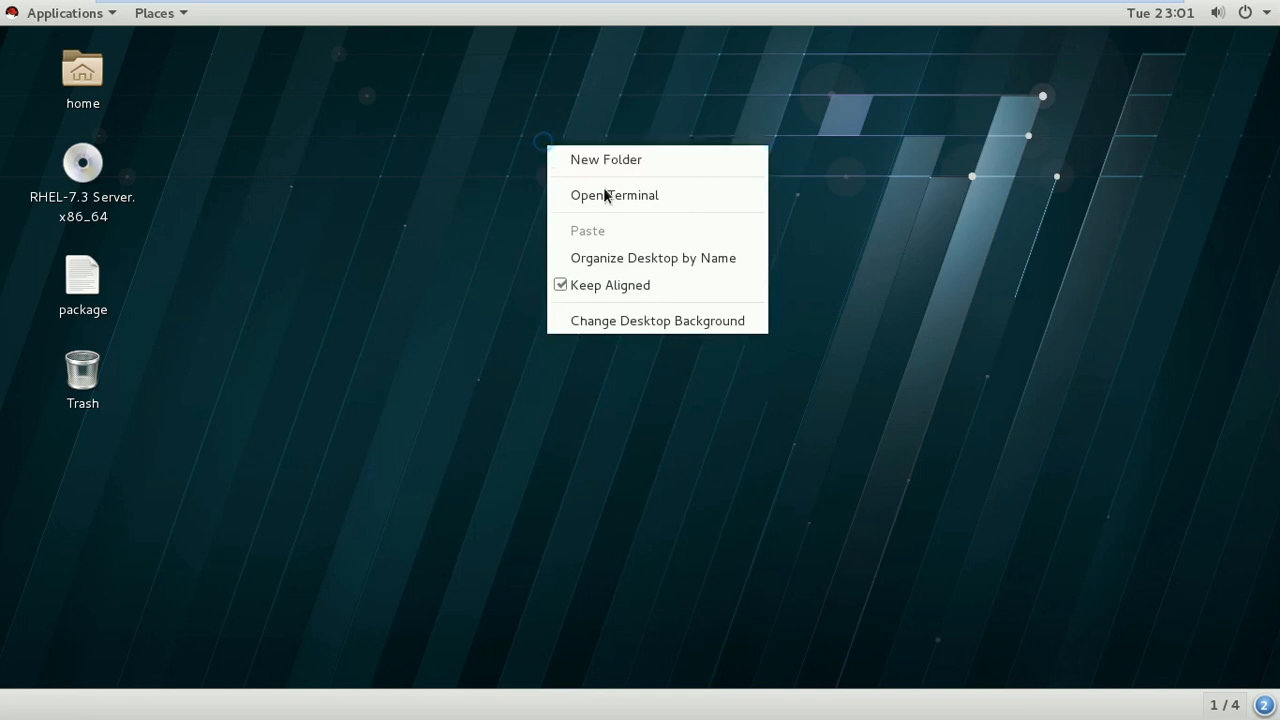 Applications
Places
Tue 23:01
home
RHEL-7.3 Server.
x86_64
package
Trash
New Folder
Open Terminal
Paste
Organize Desktop by Name
Keep Aligned
Change Desktop Background
1 / 4
2